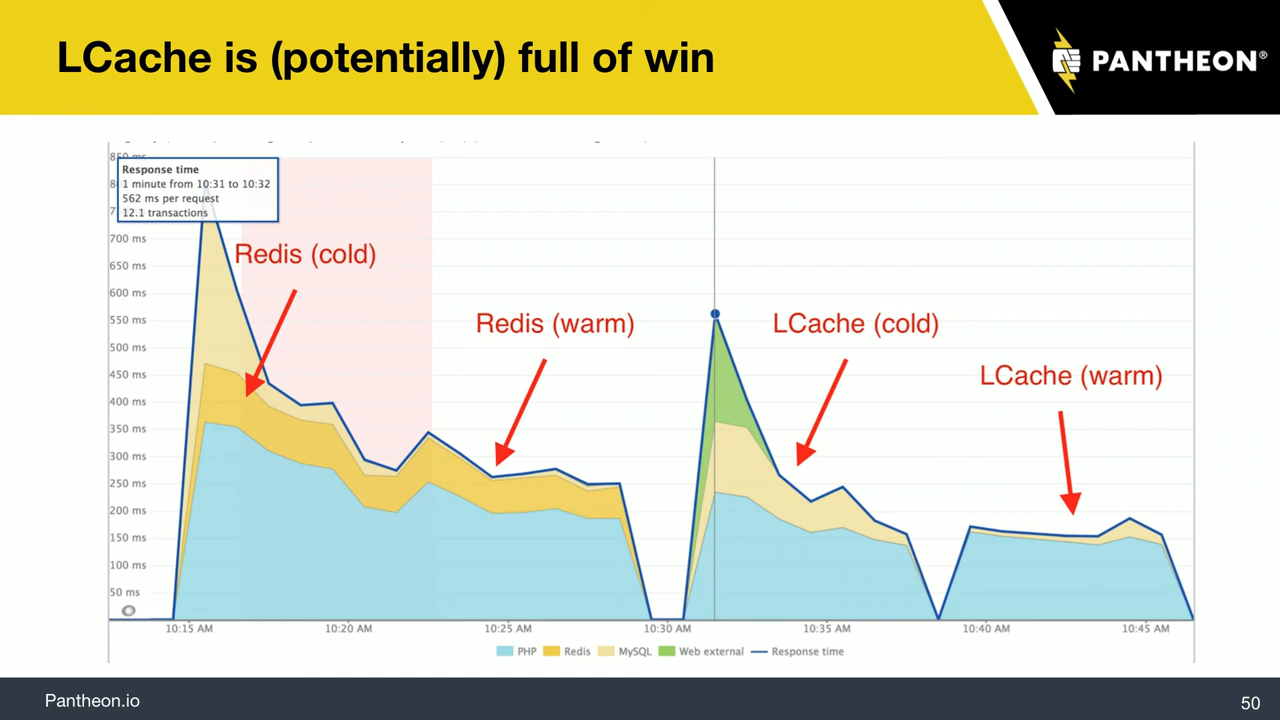 LCache is (potentially) full of win
PANTHEON®
850 ms
Response time
1 minute from 10:31 to 10:32
562 ms per request
12.1 transactions
700 ms
Redis (cold)
650 ms
600 ms
550 ms
Redis (warm)
LCache (cold)
500 ms
LCache (warm)
450 ms
400 ms
350 ms
300 ms
250 ms
200 ms
150 ms
100 ms
50 ms
10:15 AM 10:20 AM 10:25 AM 10:30 AM 10:35 AM 10:40 AM 10:45 AM
PHP Redis MySQL Web external Response time
Pantheon.io
50